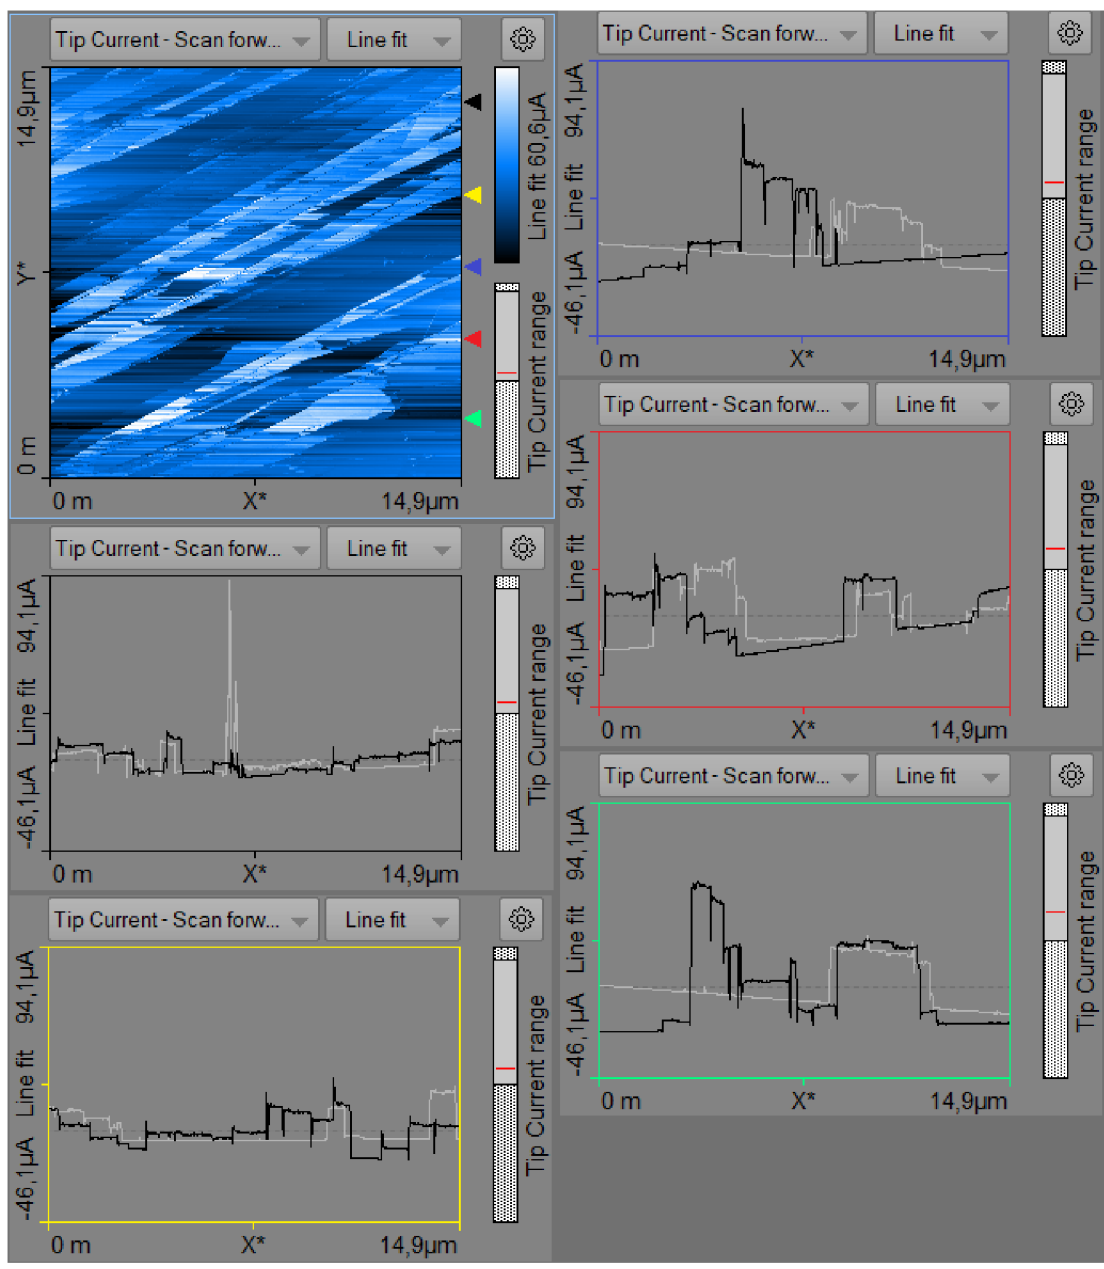 Tip Current - Scan forw...
Line fit
14,9µm
Y*
0 m
Line fit 60,6µA
Tip Current range
0 m
X*
14,9µm
Tip Current - Scan forw...
Line fit
94,1µA
Line fit
-46,1µA
Tip Current range
0 m
X*
14,9µm
Tip Current - Scan forw...
Line fit
94,1µA
Line fit
-46,1µA
Tip Current range
0 m
X*
14,9µm
Tip Current - Scan forw...
Line fit
94,1µA
Line fit
-46,1µA
Tip Current range
0 m
X*
14,9µm
Tip Current - Scan forw...
Line fit
94,1µA
Line fit
-46,1µA
Tip Current range
0 m
X*
14,9µm
Tip Current - Scan forw...
Line fit
94,1µA
Line fit
-46,1µA
Tip Current range
0 m
X*
14,9µm